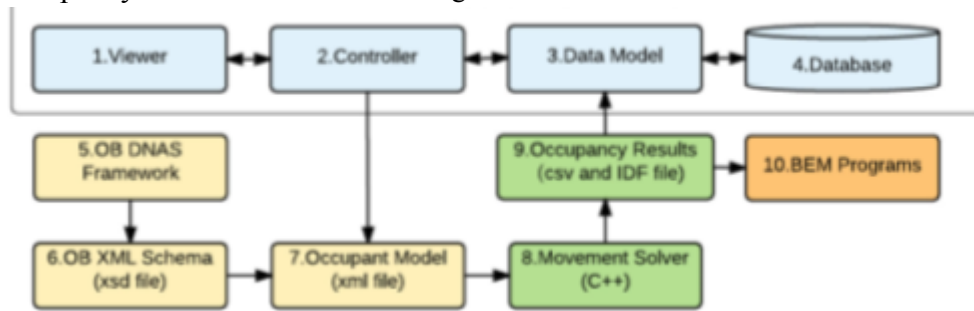 1.Viewer
2.Controller
3.Data Model
4.Database
5.OB DNAS
Framework
9.Occupancy Results
(csv and IDF file)
10.BEM Programs
6.OB XML Schema
(xsd file)
7.Occupant Model
(xml file)
8.Movement Solver
(C++)